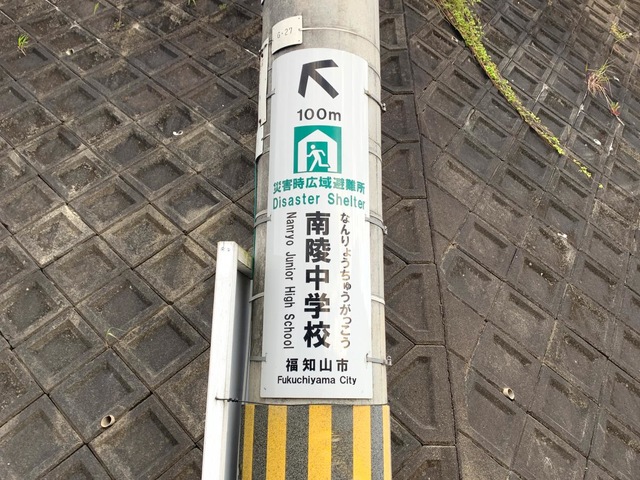 6-27
100m
災害時広域避難所
Disaster Shelter
なんりょうちゅうがっこう
南陵中学校
Nanryo Junior High School
福知山市
Fukuchiyama City